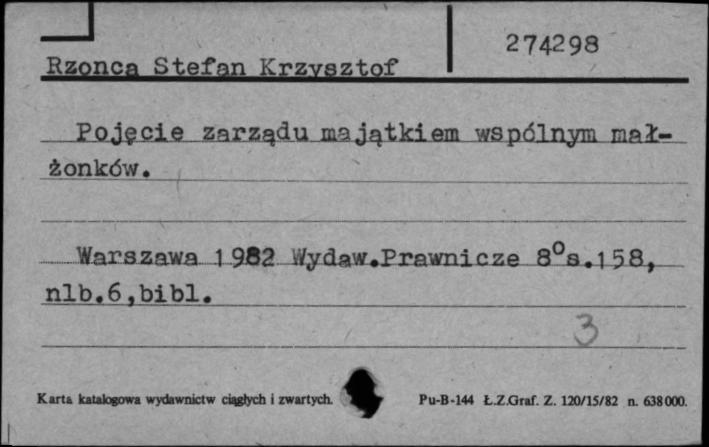 274298
Rzonca Stefan Krzysztof
Pojęcie zarządu majątkiem wspólnym mał-
żonków.
Warszawa 1982 Wydaw.Prawnicze 8°s.158,
nlb.6,bibl.
3
Karta katalogowa wydawnictw ciągłych i zwartych. Pu-B-144 Ł.Z.Graf. Z. 120/15/82 n. 638000.